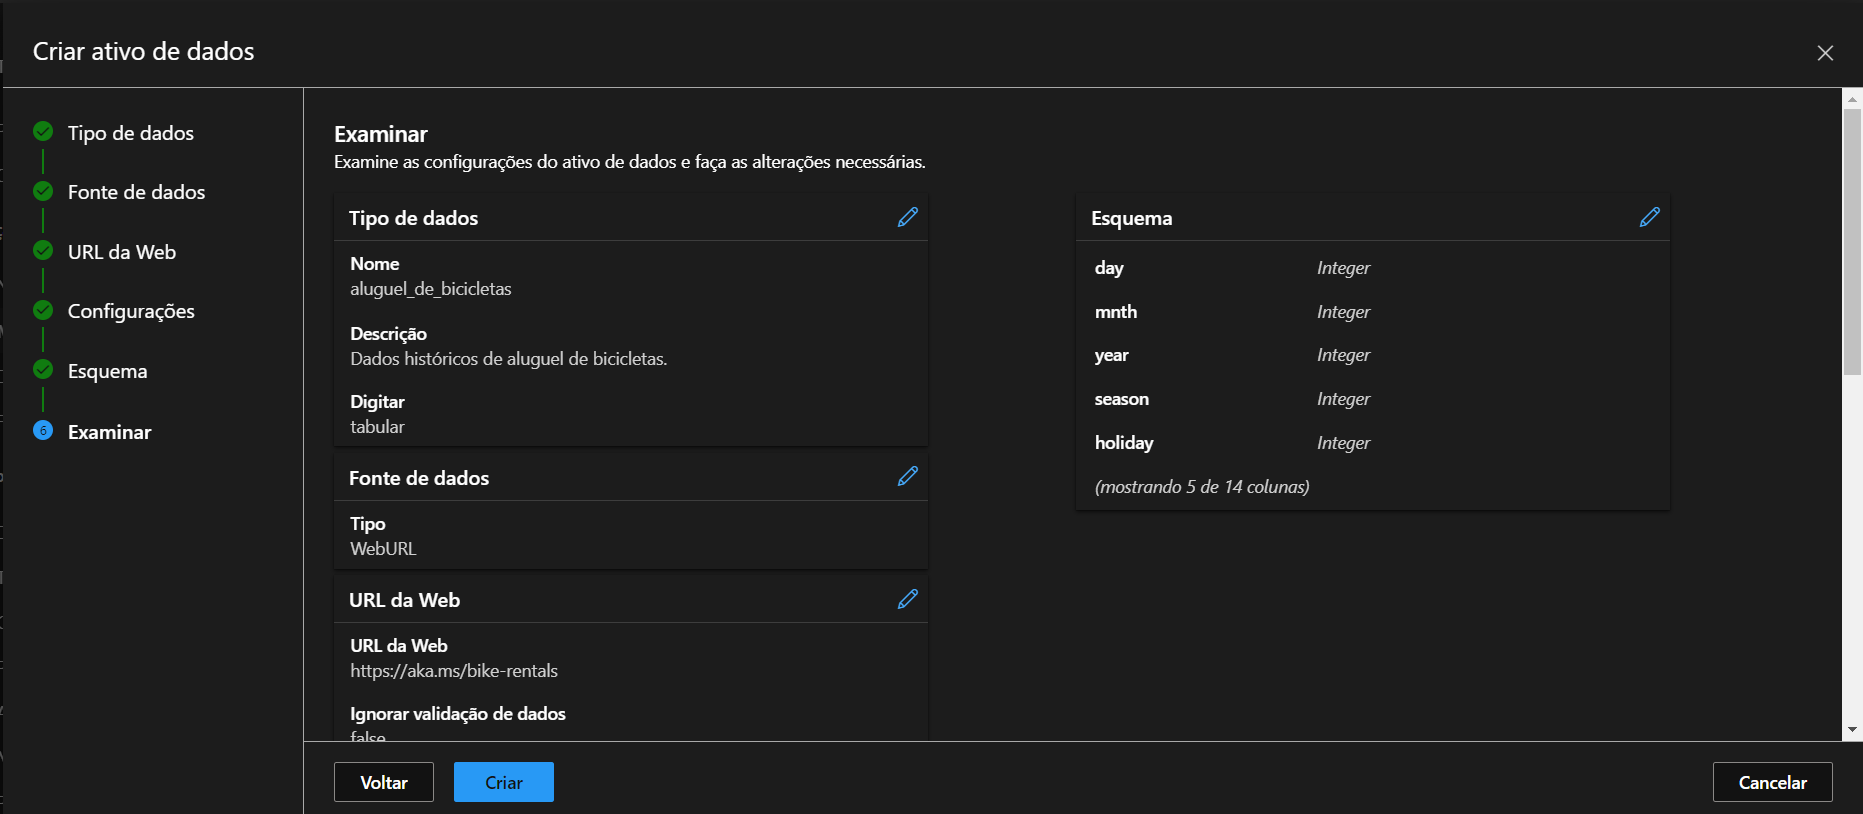 Criar ativo de dados
Tipo de dados
Fonte de dados
URL da Web
Configurações
Esquema
6 Examinar
Examinar
Examine as configurações do ativo de dados e faça as alterações necessárias.
Tipo de dados
Nome
aluguel_de_bicicletas
Descrição
Dados históricos de aluguel de bicicletas.
Digitar
tabular
Fonte de dados
Tipo
WebURL
URL da Web
URL da Web
https://aka.ms/bike-rentals
Ignorar validação de dados
false
Esquema
day Integer
mnth Integer
year Integer
season Integer
holiday Integer
(mostrando 5 de 14 colunas)
Voltar
Criar
Cancelar